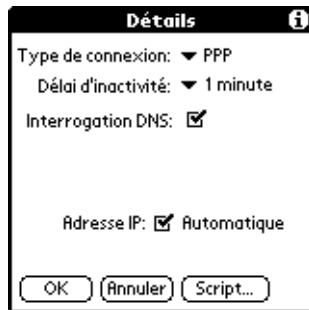 Détails
Type de connexion: PPP
Délai d'inactivité: 1 minute
Interrogation DNS:
Adresse IP: Automatique
OK Annuler Script...